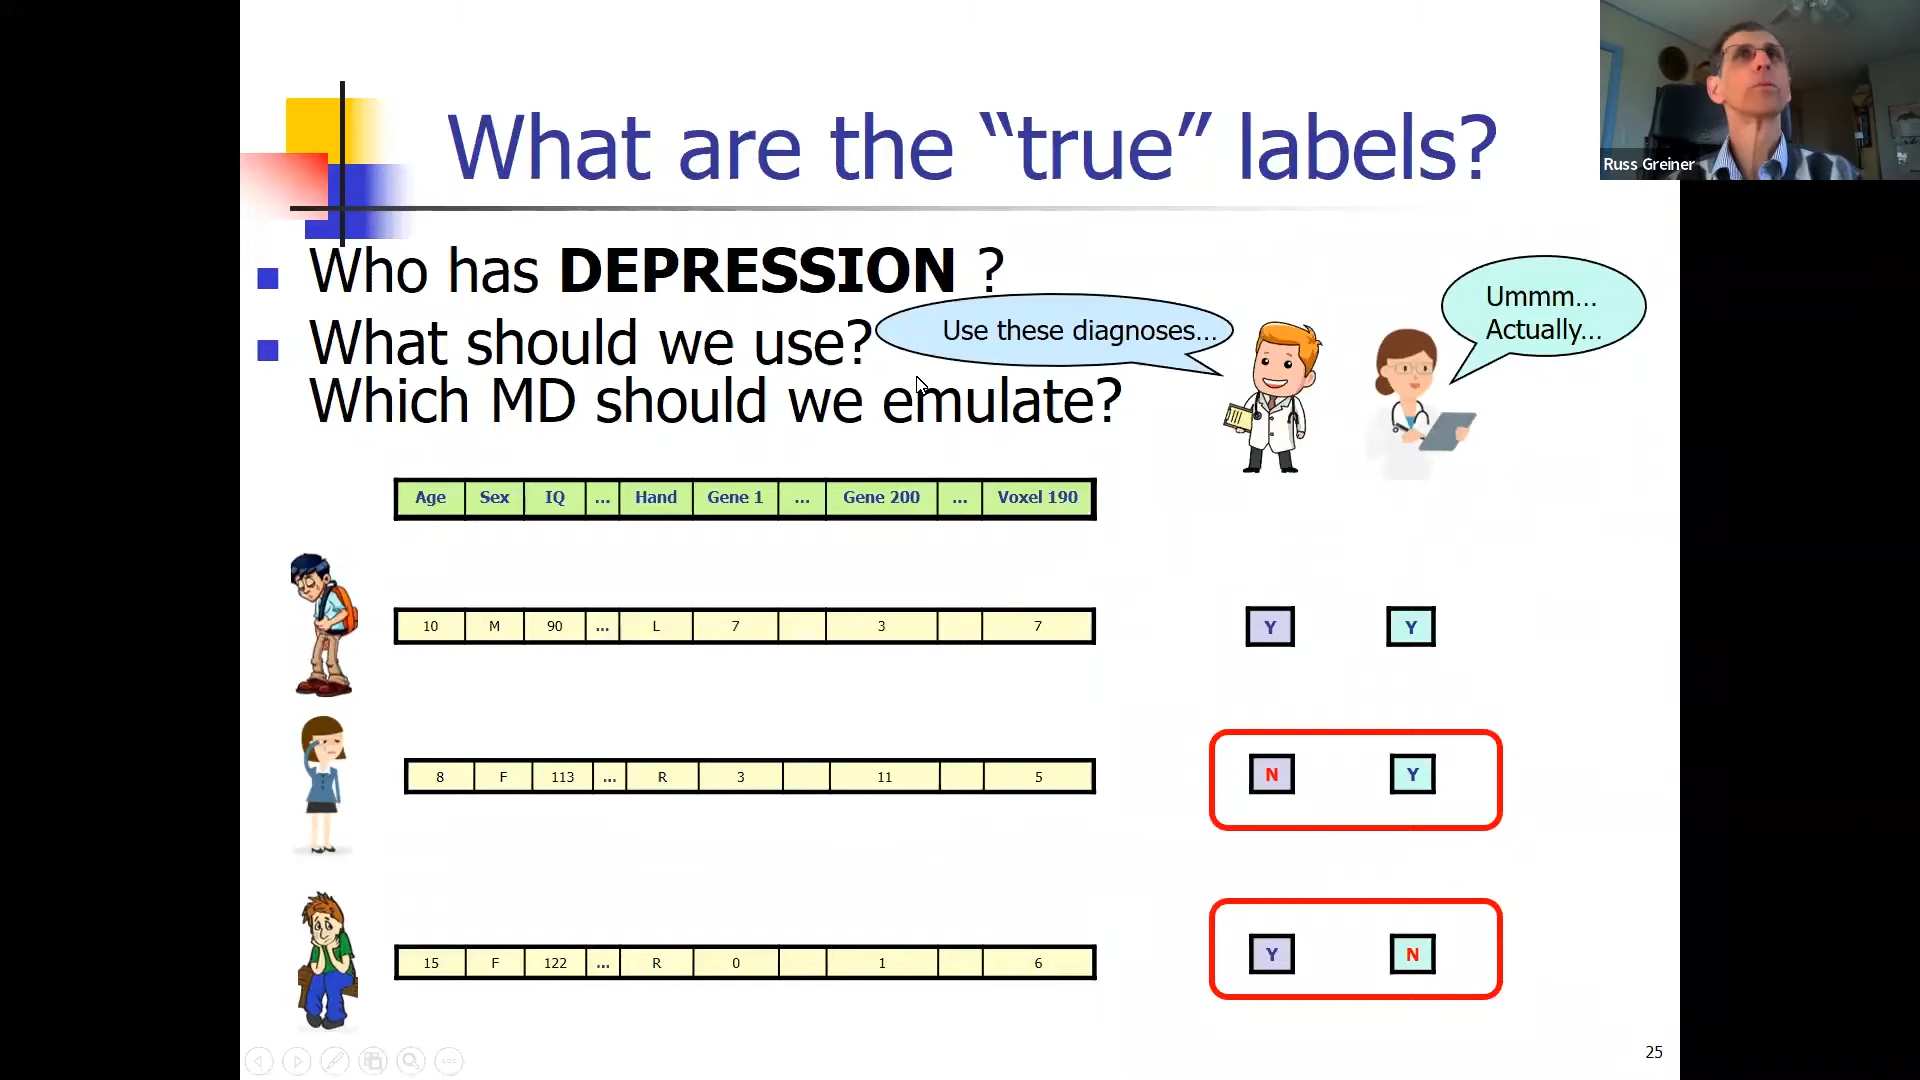 What are the “true” labels?
Russ Greiner
Who has DEPRESSION ?
What should we use?
Which MD should we emulate?
Use these diagnoses...
Ummm...
Actually...
Age Sex IQ ... Hand Gene 1 ... Gene 200 ... Voxel 190
10 M 90 ... L 7 3 7
Y Y
8 F 113 ... R 3 11 5
N Y
15 F 122 ... R 0 1 6
Y N
25